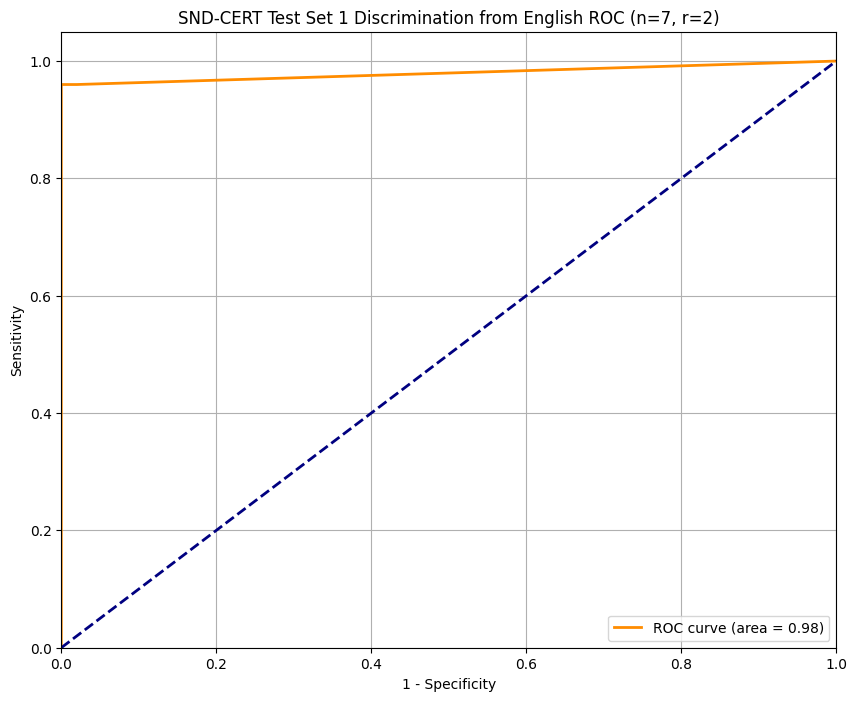 SND-CERT Test Set 1 Discrimination from English ROC (n=7, r=2)
1.0
0.8
0.6
0.4
0.2
0.0
Sensitivity
ROC curve (area = 0.98)
0.0 0.2 0.4 0.6 0.8 1.0
1 - Specificity